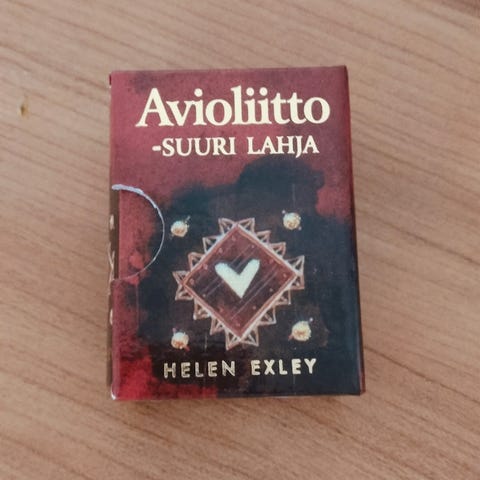 Avioliitto
-SUURI LAHJA
HELEN EXLEY